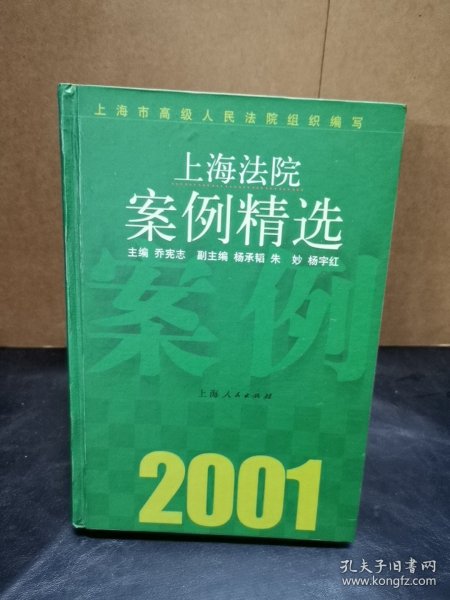 上海市高级人民法院组织编写
上海法院
案例精选
主编 乔宪志 副主编 杨承韬 朱 妙 杨宇红
案例
上海人民出版社
2001
孔夫子旧书网
www.kongfz.com